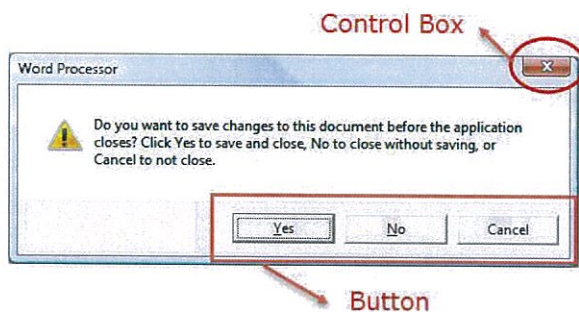 Control Box
Word Processor
Do you want to save changes to this document before the application
closes? Click Yes to save and close, No to close without saving, or
Cancel to not close.
Yes No Cancel
Button